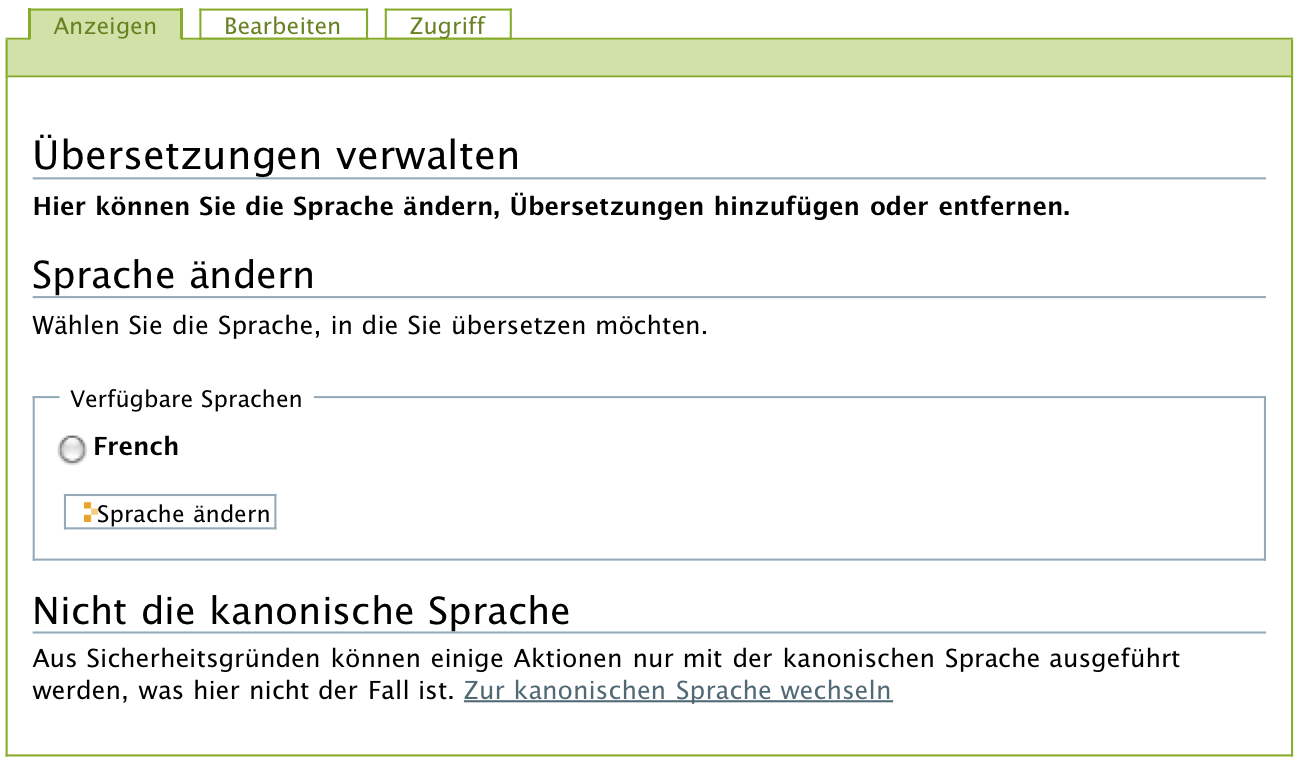 Anzeigen Bearbeiten Zugriff
Übersetzungen verwalten
Hier können Sie die Sprache ändern, Übersetzungen hinzufügen oder entfernen.
Sprache ändern
Wählen Sie die Sprache, in die Sie übersetzen möchten.
Verfügbare Sprachen
French
Sprache ändern
Nicht die kanonische Sprache
Aus Sicherheitsgründen können einige Aktionen nur mit der kanonischen Sprache ausgeführt
werden, was hier nicht der Fall ist. Zur kanonischen Sprache wechseln